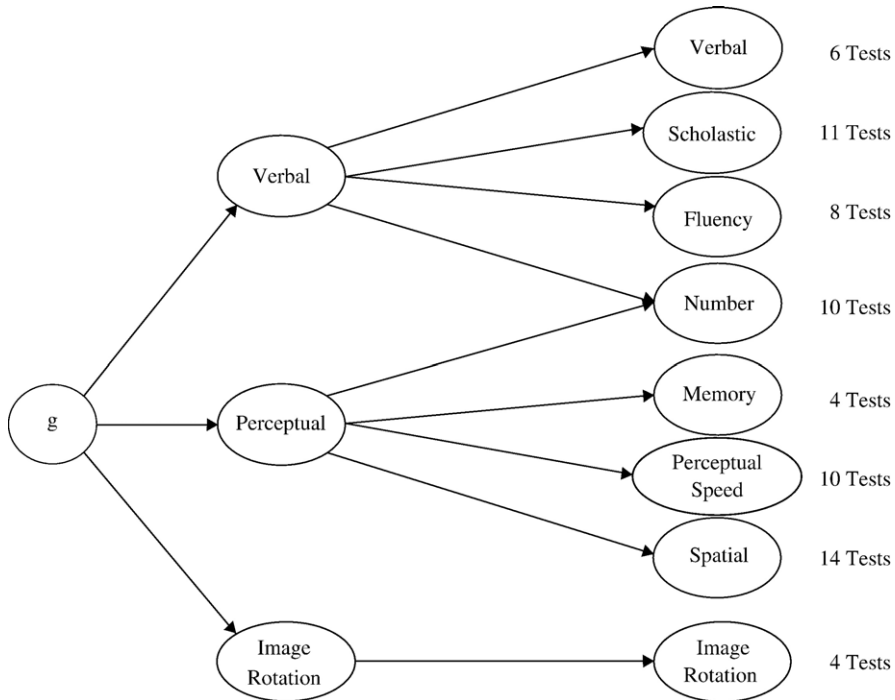 Verbal
6 Tests
Scholastic
11 Tests
Verbal
Fluency
8 Tests
Number
10 Tests
g
Perceptual
Memory
4 Tests
Perceptual
Speed
10 Tests
Spatial
14 Tests
Image
Rotation
Image
Rotation
4 Tests